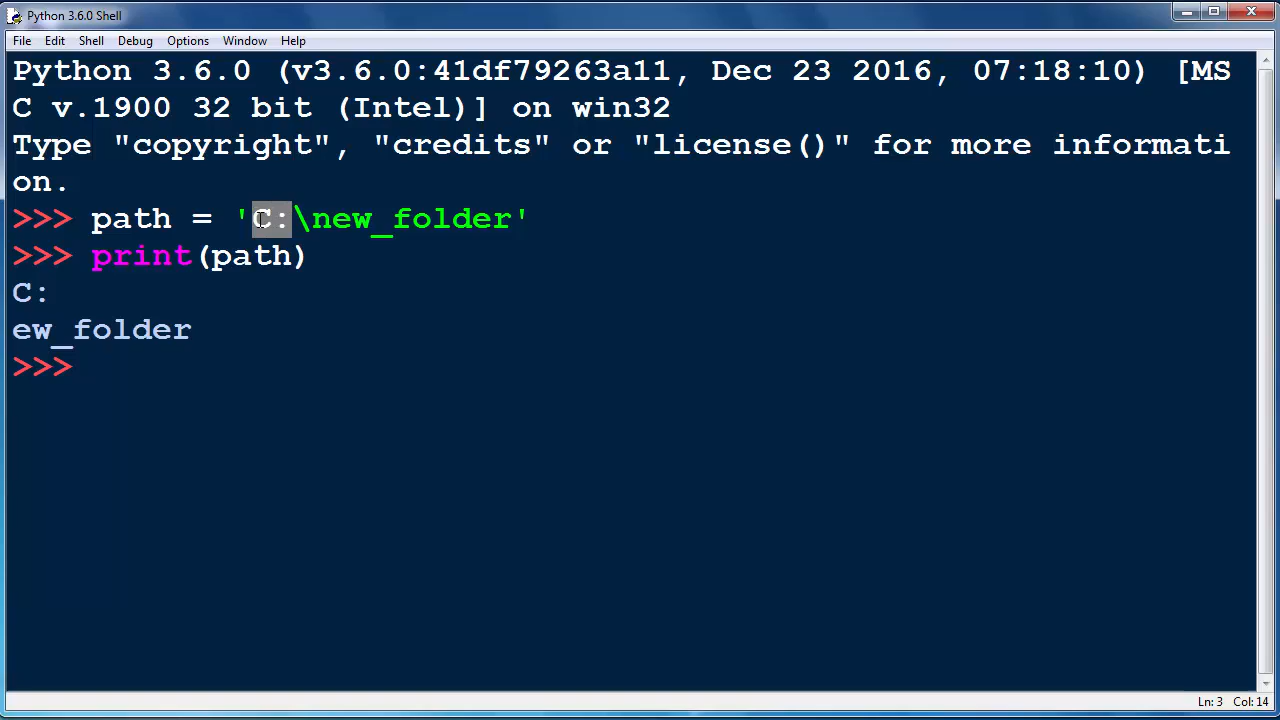 Python 3.6.0 Shell
File Edit Shell Debug Options Window Help
Python 3.6.0 (v3.6.0:41df79263a11, Dec 23 2016, 07:18:10) [MS
C v.1900 32 bit (Intel)] on win32
Type "copyright", "credits" or "license()" for more informati
on.
>>> path = 'C:\new_folder'
>>> print(path)
C:
ew_folder
>>>
Ln: 3 Col: 14